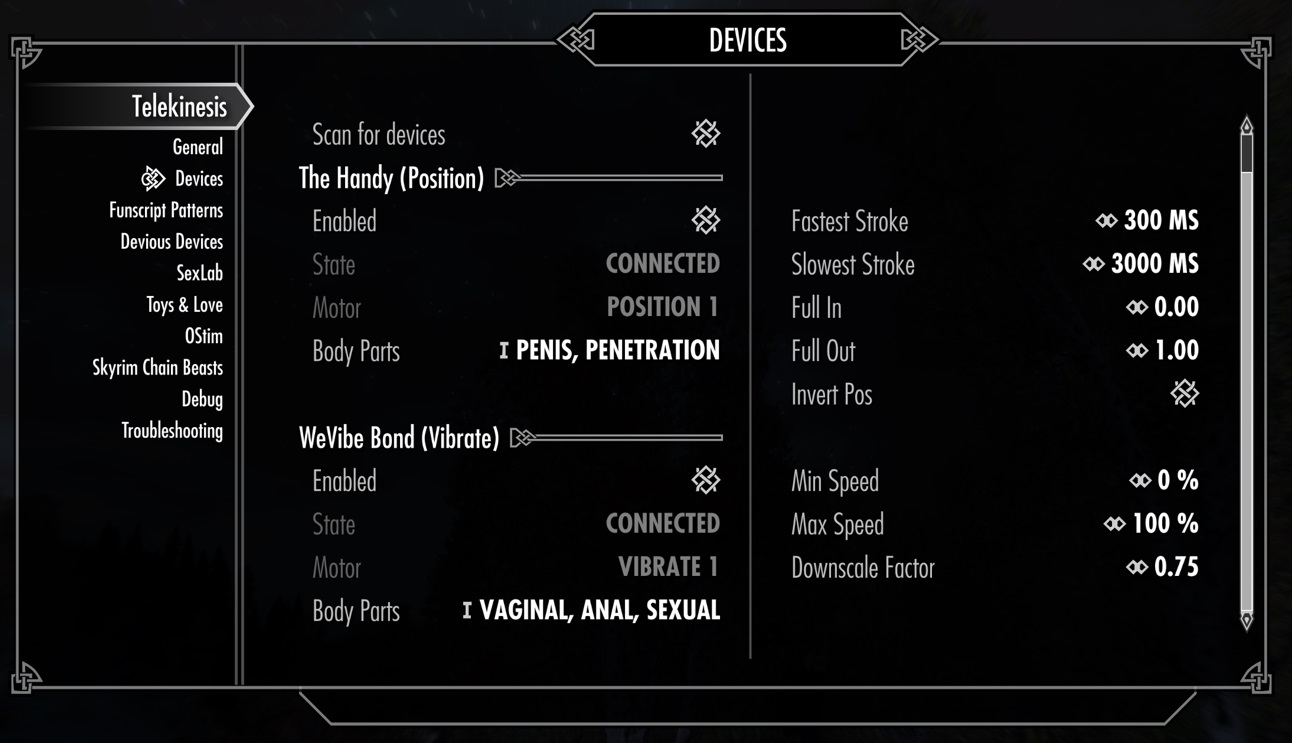 DEVICES
Telekinesis
General
Devices
Funscript Patterns
Devious Devices
SexLab
Toys & Love
OStim
Skyrim Chain Beasts
Debug
Troubleshooting
Scan for devices
The Handy (Position)
Enabled
State CONNECTED
Motor POSITION 1
Body Parts PENIS, PENETRATION
WeVibe Bond (Vibrate)
Enabled
State CONNECTED
Motor VIBRATE 1
Body Parts VAGINAL, ANAL, SEXUAL
Fastest Stroke 300 MS
Slowest Stroke 3000 MS
Full In 0.00
Full Out 1.00
Invert Pos
Min Speed 0 %
Max Speed 100 %
Downscale Factor 0.75